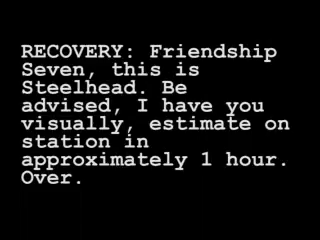 RECOVERY: Friendship
Seven, this is
Steelhead. Be
advised, I have you
visually, estimate on
station in
approximately 1 hour.
Over.